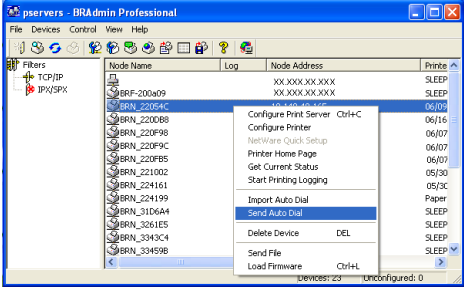 pservers - BRAdmin Professional
File Devices Control View Help
Filters
TCP/IP
IPX/SPX
Node Name Log Node Address Printe
XX.XXX.XX.XXX SLEEP
BRF-200a09 XX.XXX.XX.XXX SLEEP
BRN_22054C 06/09
BRN_220DB8 06/16
BRN_220F98 06/07
BRN_220F9C 06/07
BRN_220FB5 06/07
BRN_221002 05/30
BRN_224161 05/30
BRN_224199 Paper
BRN_31D6A4 SLEEP
BRN_3261E5 SLEEP
BRN_3343C4 SLEEP
BRN_33459B SLEEP
Configure Print Server Ctrl+C
Configure Printer
NetWare Quick Setup
Printer Home Page
Get Current Status
Start Printing Logging
Import Auto Dial
Send Auto Dial
Delete Device DEL
Send File
Load Firmware Ctrl+L
Devices: 23 Unconfigured: 0